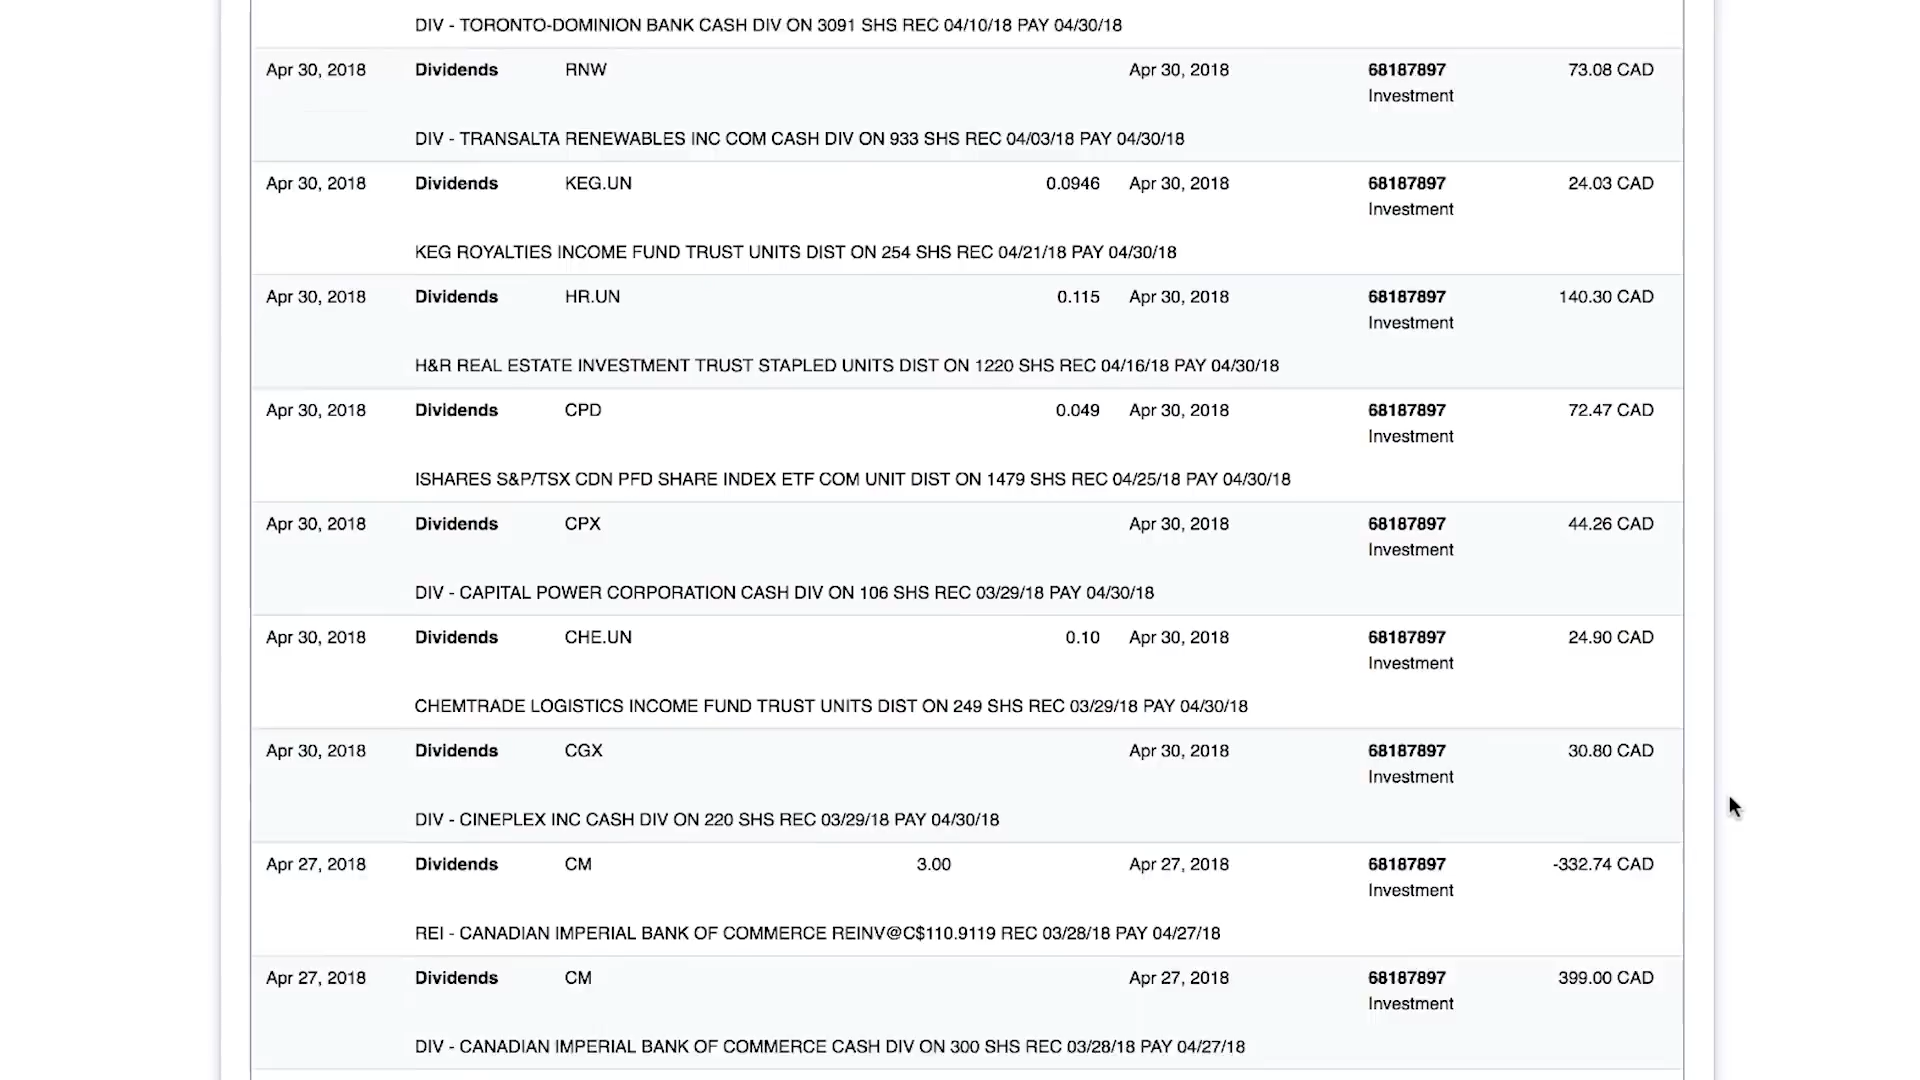 DIV - TORONTO-DOMINION BANK CASH DIV ON 3091 SHS REC 04/10/18 PAY 04/30/18
Apr 30, 2018 Dividends RNW Apr 30, 2018 68187897 73.08 CAD
Investment
DIV - TRANSALTA RENEWABLES INC COM CASH DIV ON 933 SHS REC 04/03/18 PAY 04/30/18
Apr 30, 2018 Dividends KEG.UN 0.0946 Apr 30, 2018 68187897 24.03 CAD
Investment
KEG ROYALTIES INCOME FUND TRUST UNITS DIST ON 254 SHS REC 04/21/18 PAY 04/30/18
Apr 30, 2018 Dividends HR.UN 0.115 Apr 30, 2018 68187897 140.30 CAD
Investment
H&R REAL ESTATE INVESTMENT TRUST STAPLED UNITS DIST ON 1220 SHS REC 04/16/18 PAY 04/30/18
Apr 30, 2018 Dividends CPD 0.049 Apr 30, 2018 68187897 72.47 CAD
Investment
ISHARES S&P/TSX CDN PFD SHARE INDEX ETF COM UNIT DIST ON 1479 SHS REC 04/25/18 PAY 04/30/18
Apr 30, 2018 Dividends CPX Apr 30, 2018 68187897 44.26 CAD
Investment
DIV - CAPITAL POWER CORPORATION CASH DIV ON 106 SHS REC 03/29/18 PAY 04/30/18
Apr 30, 2018 Dividends CHE.UN 0.10 Apr 30, 2018 68187897 24.90 CAD
Investment
CHEMTRADE LOGISTICS INCOME FUND TRUST UNITS DIST ON 249 SHS REC 03/29/18 PAY 04/30/18
Apr 30, 2018 Dividends CGX Apr 30, 2018 68187897 30.80 CAD
Investment
DIV - CINEPLEX INC CASH DIV ON 220 SHS REC 03/29/18 PAY 04/30/18
Apr 27, 2018 Dividends CM 3.00 Apr 27, 2018 68187897 -332.74 CAD
Investment
REI - CANADIAN IMPERIAL BANK OF COMMERCE REINV@C$110.9119 REC 03/28/18 PAY 04/27/18
Apr 27, 2018 Dividends CM Apr 27, 2018 68187897 399.00 CAD
Investment
DIV - CANADIAN IMPERIAL BANK OF COMMERCE CASH DIV ON 300 SHS REC 03/28/18 PAY 04/27/18